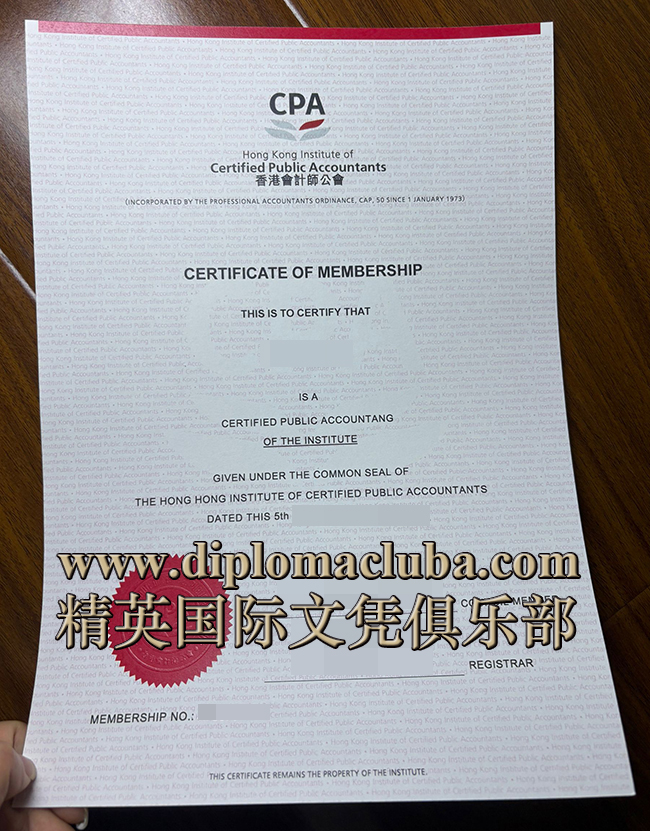 CPA
Hong Kong Institute of
Certified Public Accountants
香港會計師公會
(INCORPORATED BY THE PROFESSIONAL ACCOUNTANTS ORDINANCE, CAP, 50 SINCE 1 JANUARY 1973)
CERTIFICATE OF MEMBERSHIP
THIS IS TO CERTIFY THAT
IS A
CERTIFIED PUBLIC ACCOUNTANG
OF THE INSTITUTE
GIVEN UNDER THE COMMON SEAL OF
THE HONG HONG INSTITUTE OF CERTIFIED PUBLIC ACCOUNTANTS
DATED THIS 5th
www.diplomacluba.com
精英国际文凭俱乐部
REGISTRAR
MEMBERSHIP NO.:
THIS CERTIFICATE REMAINS THE PROPERTY OF THE INSTITUTE.